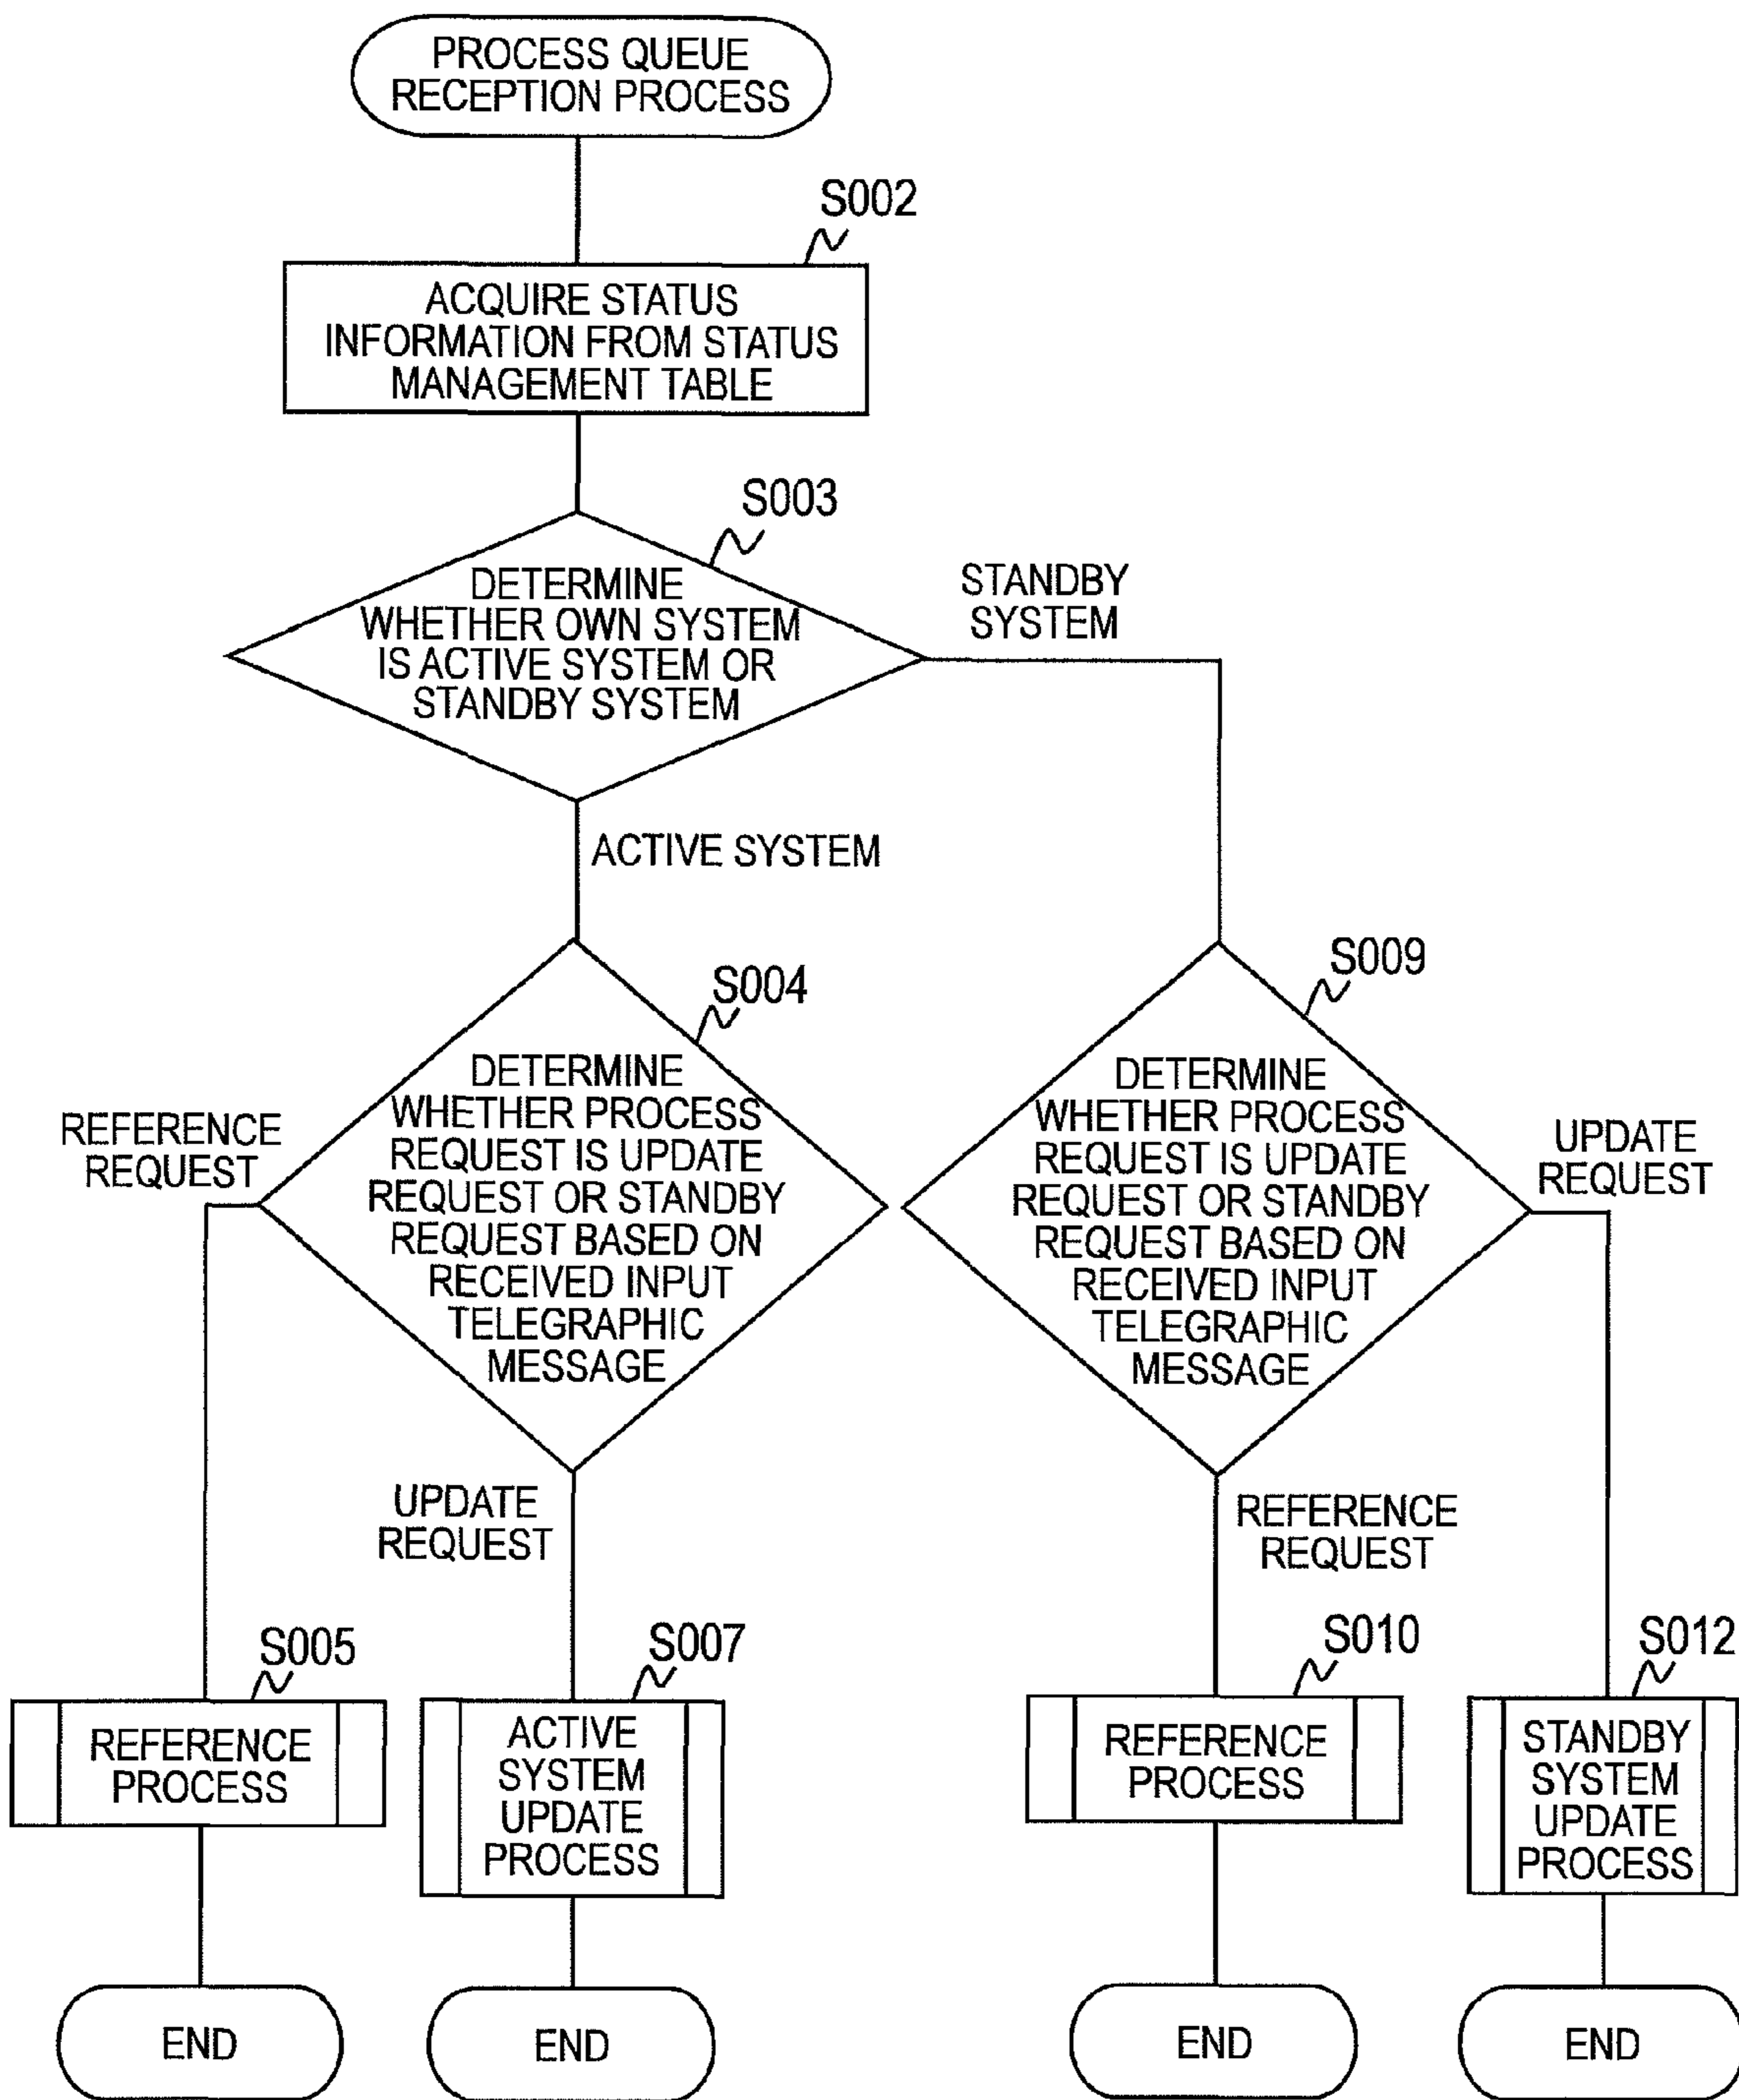 PROCESS QUEUE
RECEPTION PROCESS
S002
ACQUIRE STATUS
INFORMATION FROM STATUS
MANAGEMENT TABLE
S003
DETERMINE
WHETHER OWN SYSTEM
IS ACTIVE SYSTEM OR
STANDBY SYSTEM
STANDBY
SYSTEM
ACTIVE SYSTEM
S004
DETERMINE
WHETHER PROCESS
REQUEST IS UPDATE
REQUEST OR STANDBY
REQUEST BASED ON
RECEIVED INPUT
TELEGRAPHIC
MESSAGE
REFERENCE
REQUEST
UPDATE
REQUEST
S009
DETERMINE
WHETHER PROCESS
REQUEST IS UPDATE
REQUEST OR STANDBY
REQUEST BASED ON
RECEIVED INPUT
TELEGRAPHIC
MESSAGE
UPDATE
REQUEST
REFERENCE
REQUEST
S005
REFERENCE
PROCESS
S007
ACTIVE
SYSTEM
UPDATE
PROCESS
S010
REFERENCE
PROCESS
S012
STANDBY
SYSTEM
UPDATE
PROCESS
END
END
END
END